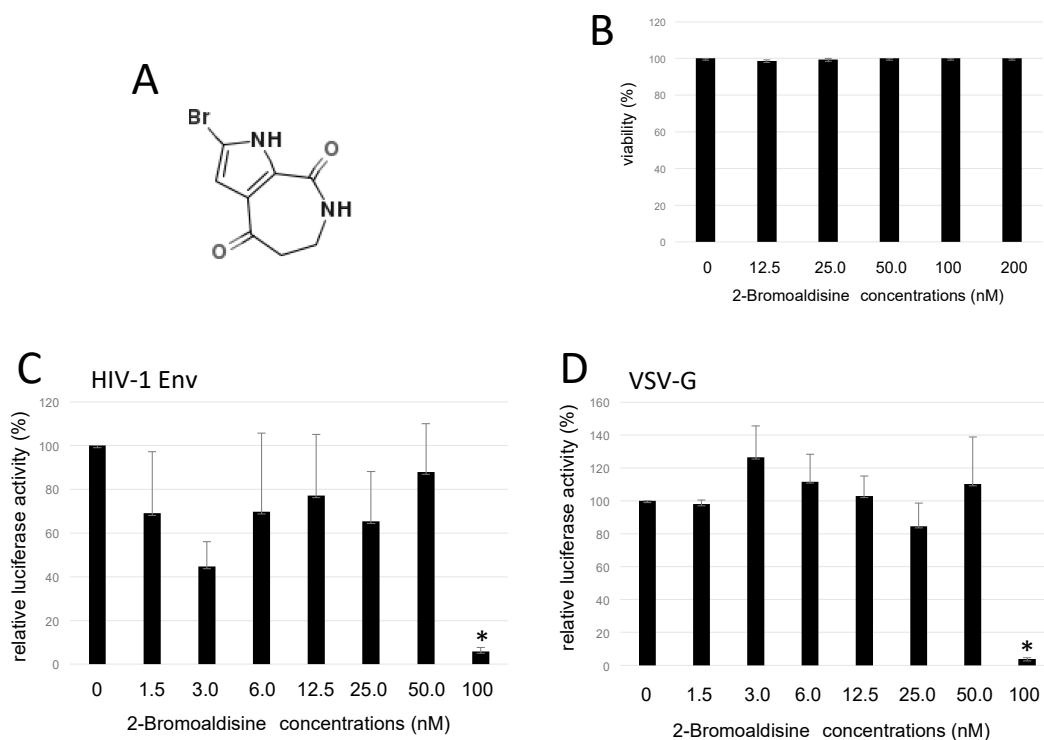 A
Br
NH
O
NH
O
B
120
100
80
60
40
20
0
viability (%)
0 12.5 25.0 50.0 100 200
2-Bromoaldisine concentrations (nM)
C HIV-1 Env
120
100
80
60
40
20
0
relative luciferase activity (%)
*
0 1.5 3.0 6.0 12.5 25.0 50.0 100
2-Bromoaldisine concentrations (nM)
D VSV-G
160
140
120
100
80
60
40
20
0
relative luciferase activity (%)
*
0 1.5 3.0 6.0 12.5 25.0 50.0 100
2-Bromoaldisine concentrations (nM)